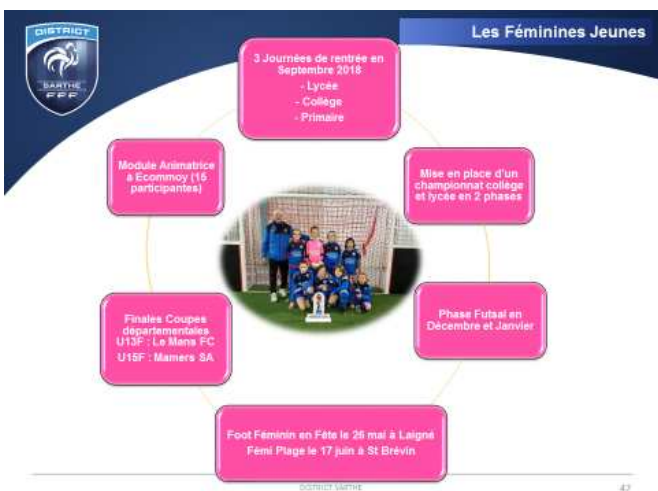 DISTRICT
SARTHE
FFF
Les Féminines Jeunes
3 Journées de rentrée en
Septembre 2018
- Lycée
- Collège
- Primaire
Mise en place d'un
championnat collège
et lycée en 2 phases
Phase Futsal en
Décembre et Janvier
Foot Féminin en Fête le 26 mai à Laigné
Fémi Plage le 17 juin à St Brévin
Finales Coupes
départementales
U13F : Le Mans FC
U15F : Mamers SA
Module Animatrice
à Ecommoy (15
participantes)
DISTRICT SARTHE
47